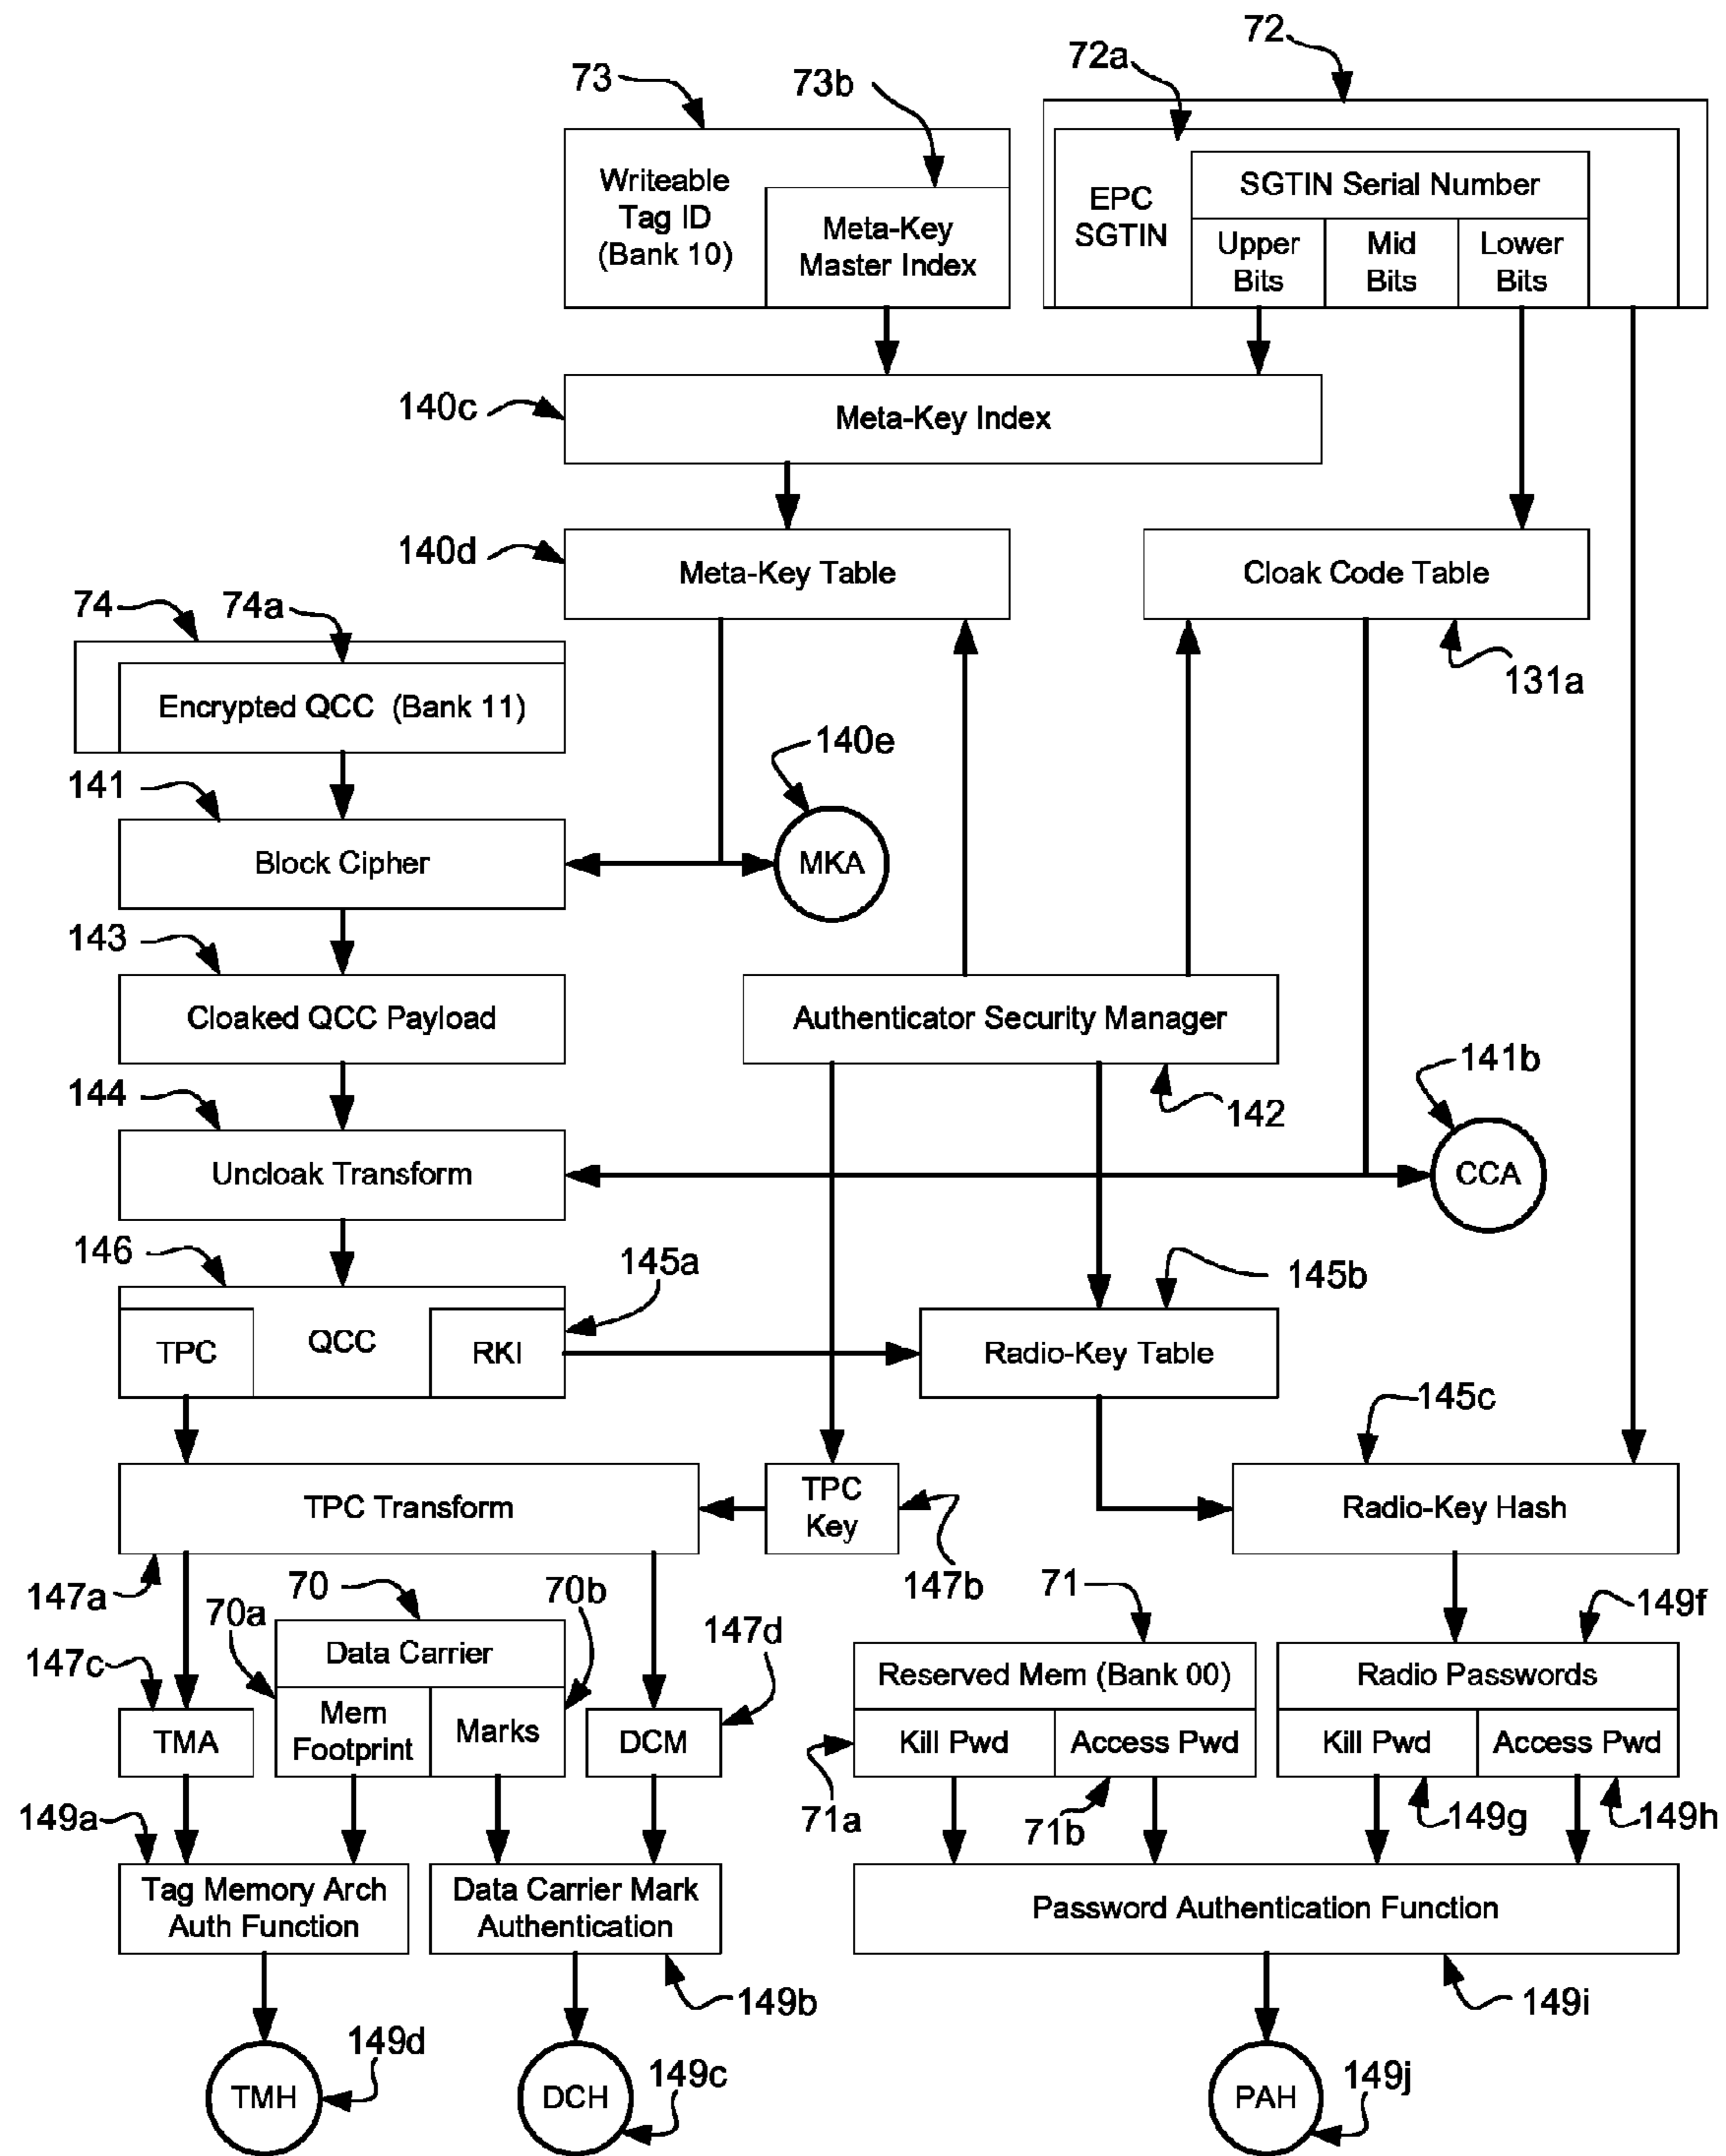 72
72a
73
73b
Writeable
Tag ID
(Bank 10)
Meta-Key
Master Index
EPC
SGTIN
SGTIN Serial Number
Upper
Bits
Mid
Bits
Lower
Bits
140c
Meta-Key Index
140d
Meta-Key Table
Cloak Code Table
131a
74
74a
Encrypted QCC (Bank 11)
140e
141
Block Cipher
MKA
143
Cloaked QCC Payload
Authenticator Security Manager
142
141b
144
Uncloak Transform
CCA
146
145a
145b
TPC
QCC
RKI
Radio-Key Table
145c
TPC Transform
TPC
Key
Radio-Key Hash
147a
147b
70
70a
70b
71
149f
147c
147d
Data Carrier
Mem
Footprint
Marks
TMA
DCM
Reserved Mem (Bank 00)
Kill Pwd
Access Pwd
Radio Passwords
Kill Pwd
Access Pwd
149a
71a
71b
149g
149h
Tag Memory Arch
Auth Function
Data Carrier Mark
Authentication
Password Authentication Function
149b
149i
149d
149c
149j
TMH
DCH
PAH